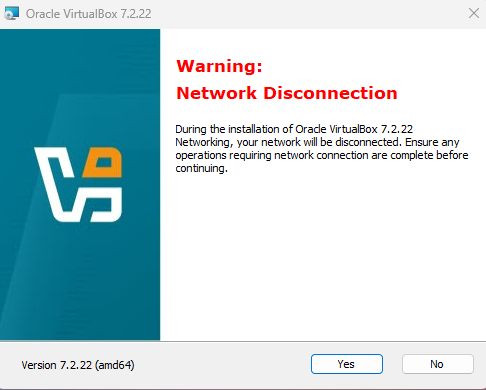 Oracle VirtualBox 7.2.22
Warning:
Network Disconnection
During the installation of Oracle VirtualBox 7.2.22
Networking, your network will be disconnected. Ensure any
operations requiring network connection are complete before
continuing.
Version 7.2.22 (amd64)
Yes
No